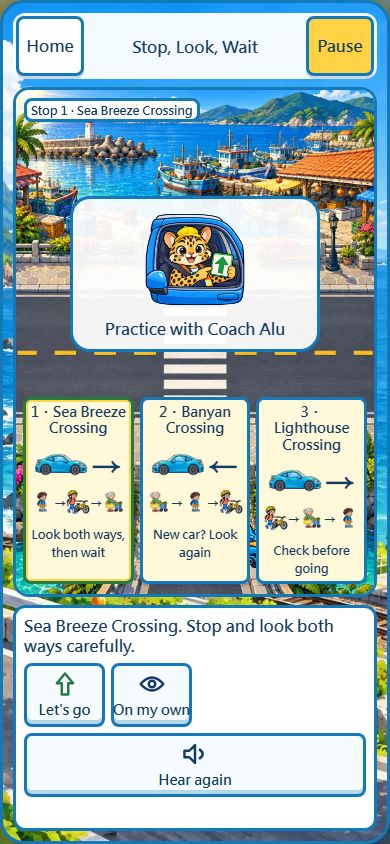 Home
Stop, Look, Wait
Pause
Stop 1 · Sea Breeze Crossing
Practice with Coach Alu
1 · Sea Breeze
Crossing
Look both ways,
then wait
2 · Banyan
Crossing
New car? Look
again
3 ·
Lighthouse
Crossing
Check before
going
Sea Breeze Crossing. Stop and look both
ways carefully.
Let's go
On my own
Hear again